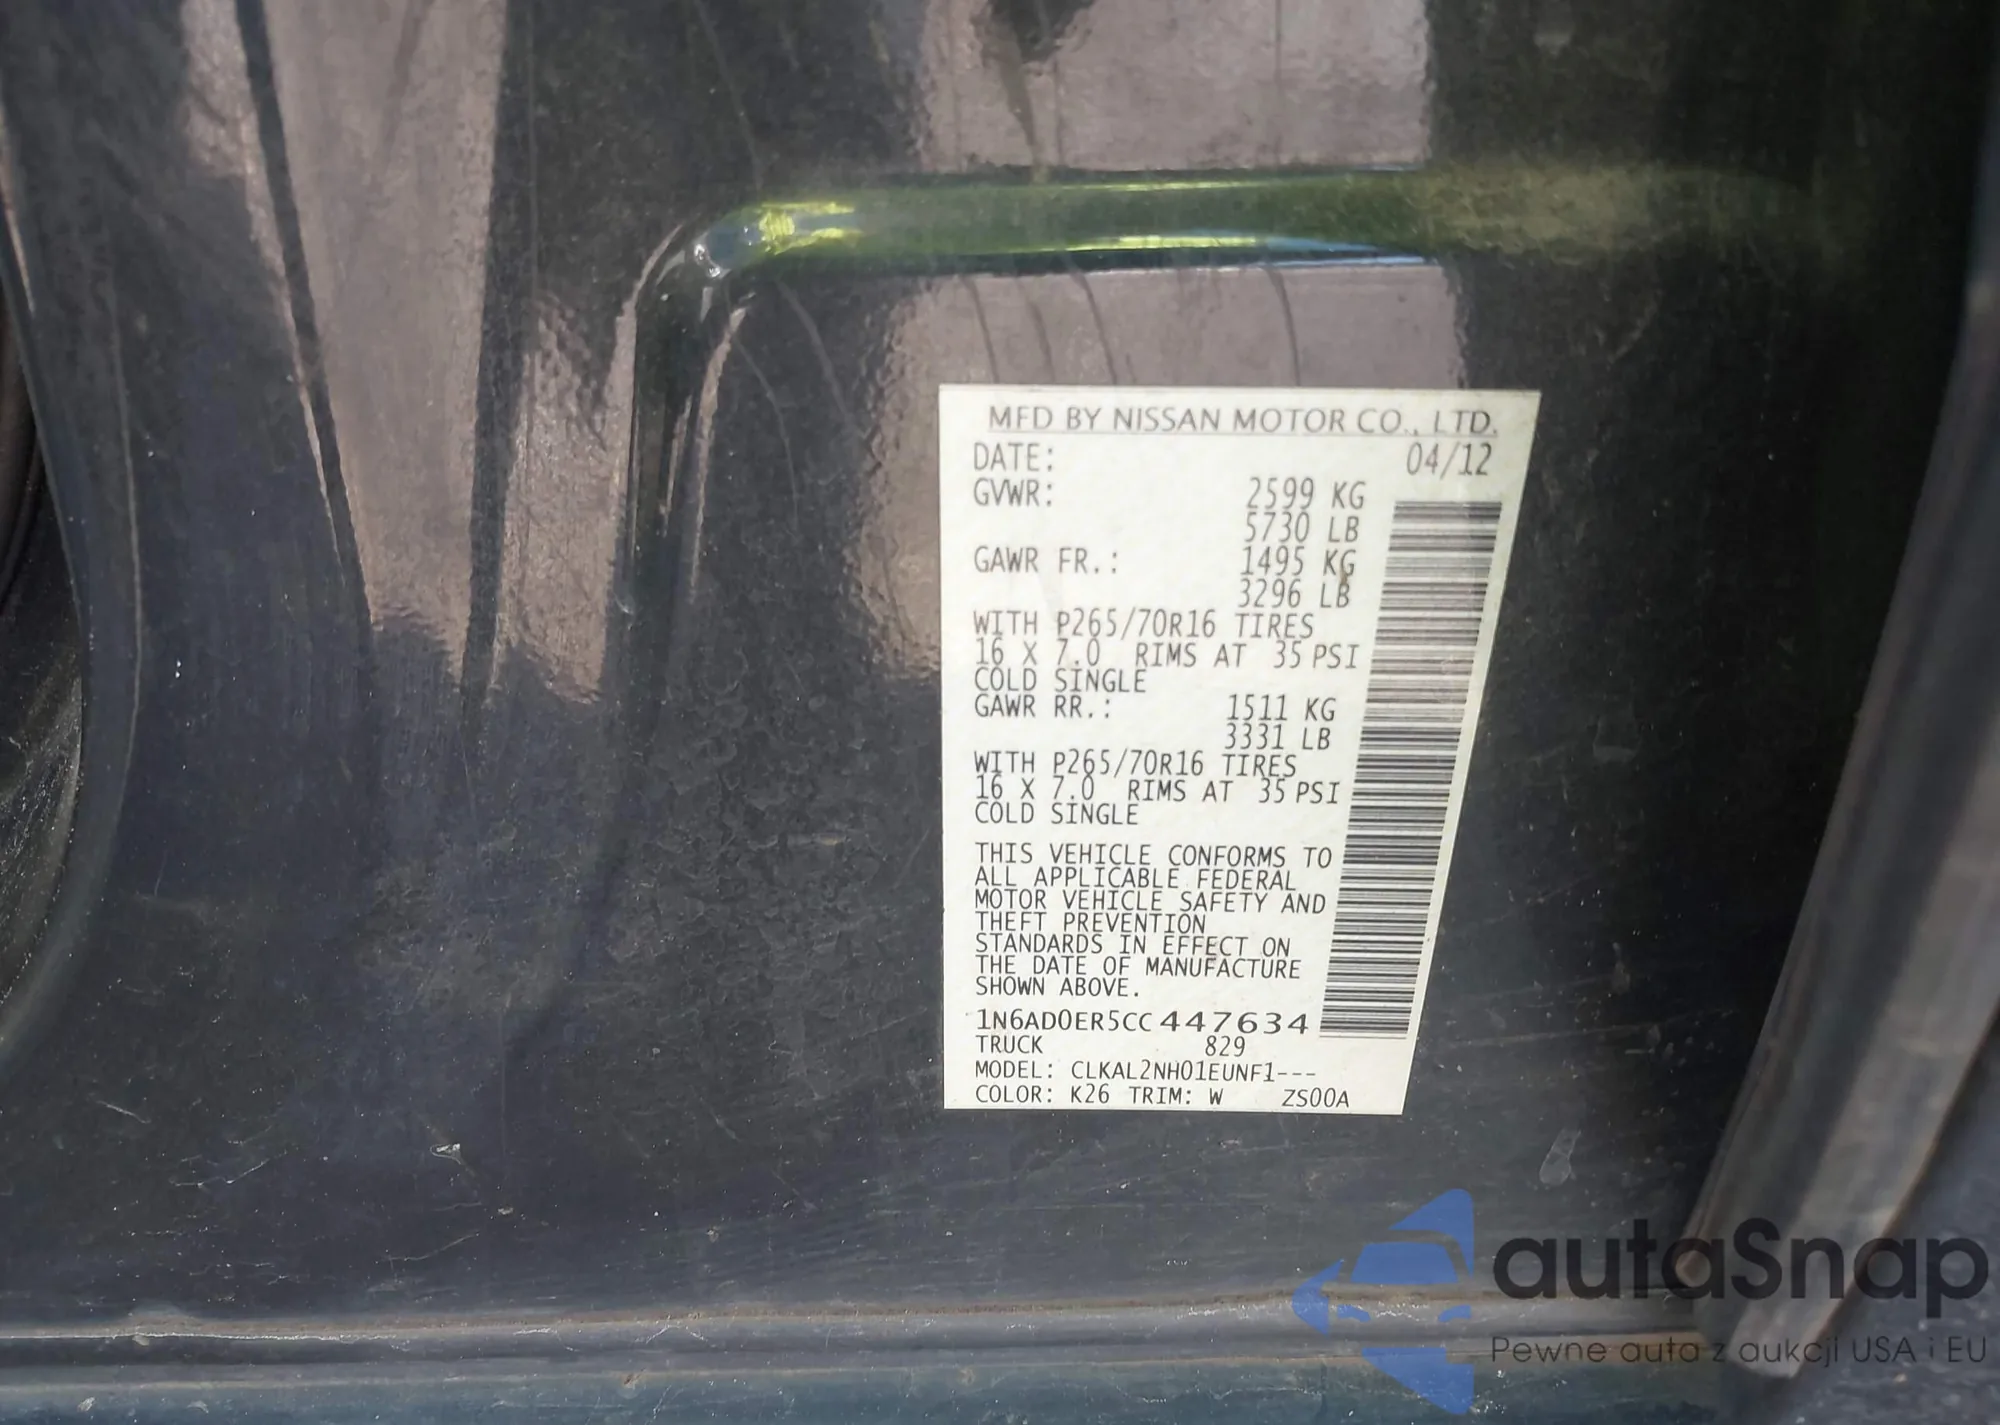 MFD BY NISSAN MOTOR CO., LTD.
DATE: 04/12
GVWR: 2599 KG
5730 LB
GAWR FR.: 1495 KG
3296 LB
WITH P265/70R16 TIRES
16 X 7.0 RIMS AT 35 PSI
COLD SINGLE
GAWR RR.: 1511 KG
3331 LB
WITH P265/70R16 TIRES
16 X 7.0 RIMS AT 35 PSI
COLD SINGLE
THIS VEHICLE CONFORMS TO
ALL APPLICABLE FEDERAL
MOTOR VEHICLE SAFETY AND
THEFT PREVENTION
STANDARDS IN EFFECT ON
THE DATE OF MANUFACTURE
SHOWN ABOVE.
1N6AD0ER5CC447634
TRUCK 829
MODEL: CLKAL2NH01EUNF1---
COLOR: K26 TRIM: W ZS00A
autaSnap
Pewne auta z aukcji USA i EU